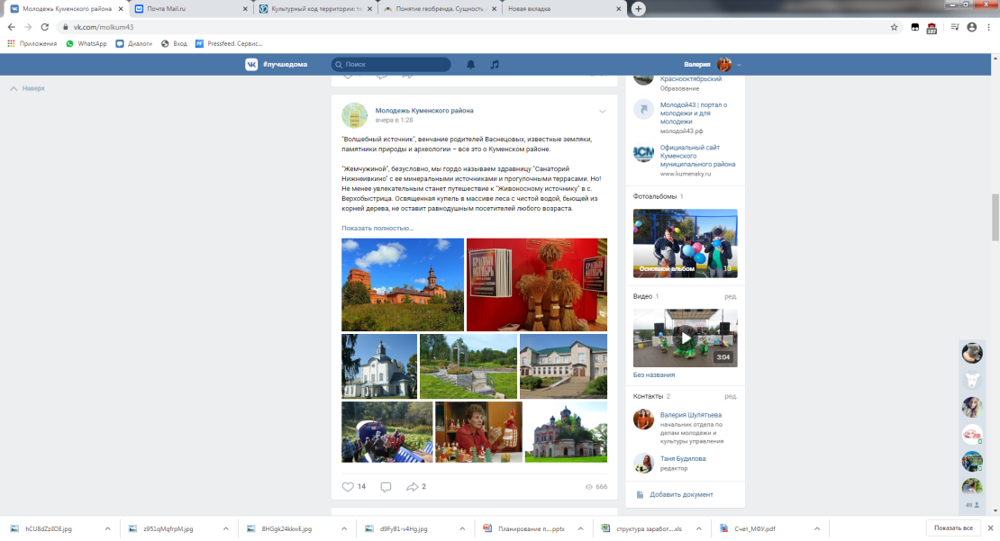 Молодежь Куменского района
Почта Mail.ru
Культурный код территории: т
Понятие геобренда. Сущность
Новая вкладка
vk.com/molkum43
107
Приложения
WhatsApp
Диалоги
Вход
Pressfeed. Сервис...
#лучшедома
Поиск
Валерия
Наверх
Молодежь Куменского района
вчера в 1:28
"Волшебный источник", венчание родителей Васнецовых, известные земляки,
памятники природы и археологии – все это о Куменском районе.
"Жемчужиной", безусловно, мы гордо называем здравницу "Санаторий
Нижнеивкино" с ее минеральными источниками и прогулочными террасами. Но!
Не менее увлекательным станет путешествие к "Живоносному источнику" в с.
Верхобыстрица. Освященная купель в массиве леса с чистой водой, бьющей из
корней дерева, не оставит равнодушным посетителей любого возраста.
Показать полностью...
КРАСНЫЙ
ОКТЯБРЬ
14
2
666
Краснооктябрьский
Образование
Молодой43 | портал о
молодежи и для
молодежи
молодой43.рф
Официальный сайт
Куменского
муниципального района
www.kumensky.ru
Фотоальбомы 1
Основной альбом 13
Видео 1 ред.
3:04
Без названия
Контакты 2 ред.
Валерия Шулятьева
начальник отдела по
делам молодежи и
культуры управления
Таня Будилова
редактор
Добавить документ
49
z951qMqfrpM.jpg
8HGgk24kkwE.jpg
d9FyB1-v4Hg.jpg
Планирование п....pptx
структура заработ....xls
Счет_МФУ.pdf
Показать все